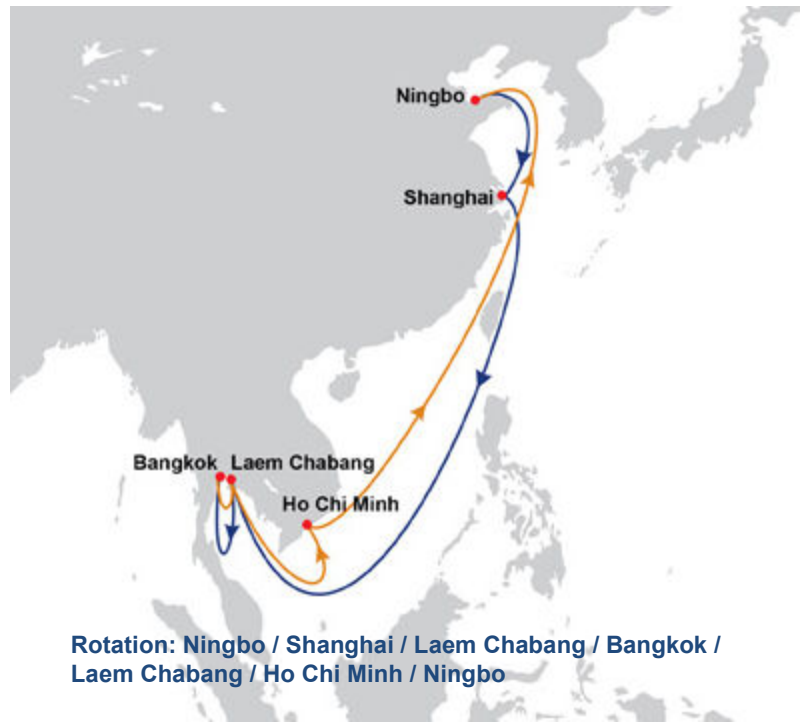 Ningbo
Shanghai
Bangkok
Laem Chabang
Ho Chi Minh
Rotation: Ningbo / Shanghai / Laem Chabang / Bangkok /
Laem Chabang / Ho Chi Minh / Ningbo